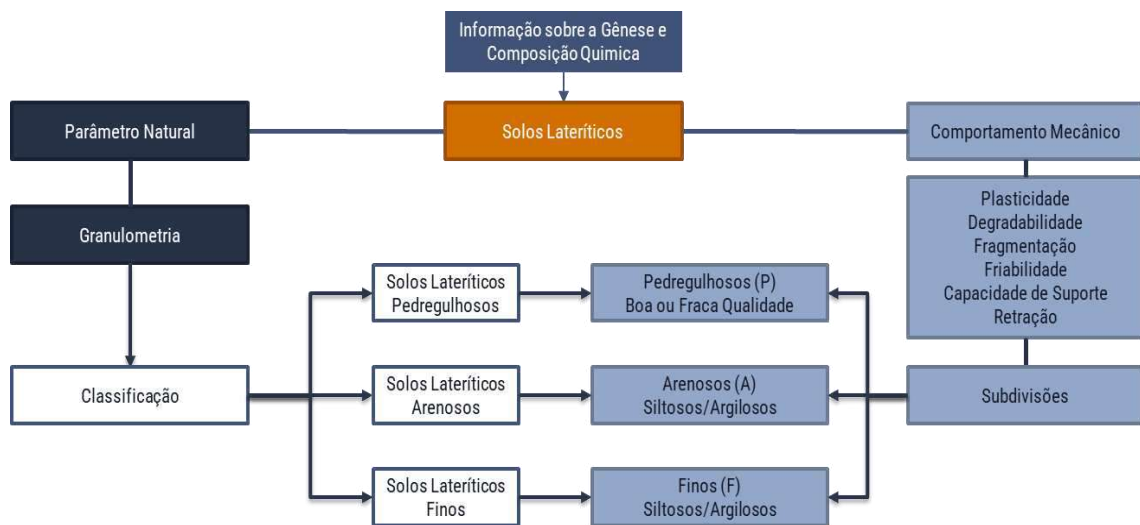 Informação sobre a Gênese e
Composição Quimica
Parâmetro Natural
Solos Lateríticos
Comportamento Mecânico
Granulometria
Plasticidade
Degradabilidade
Fragmentação
Friabilidade
Capacidade de Suporte
Retração
Solos Lateríticos
Pedregulhosos
Pedregulhosos (P)
Boa ou Fraca Qualidade
Classificação
Solos Lateríticos
Arenosos
Arenosos (A)
Siltosos/Argilosos
Subdivisões
Solos Lateríticos
Finos
Finos (F)
Siltosos/Argilosos